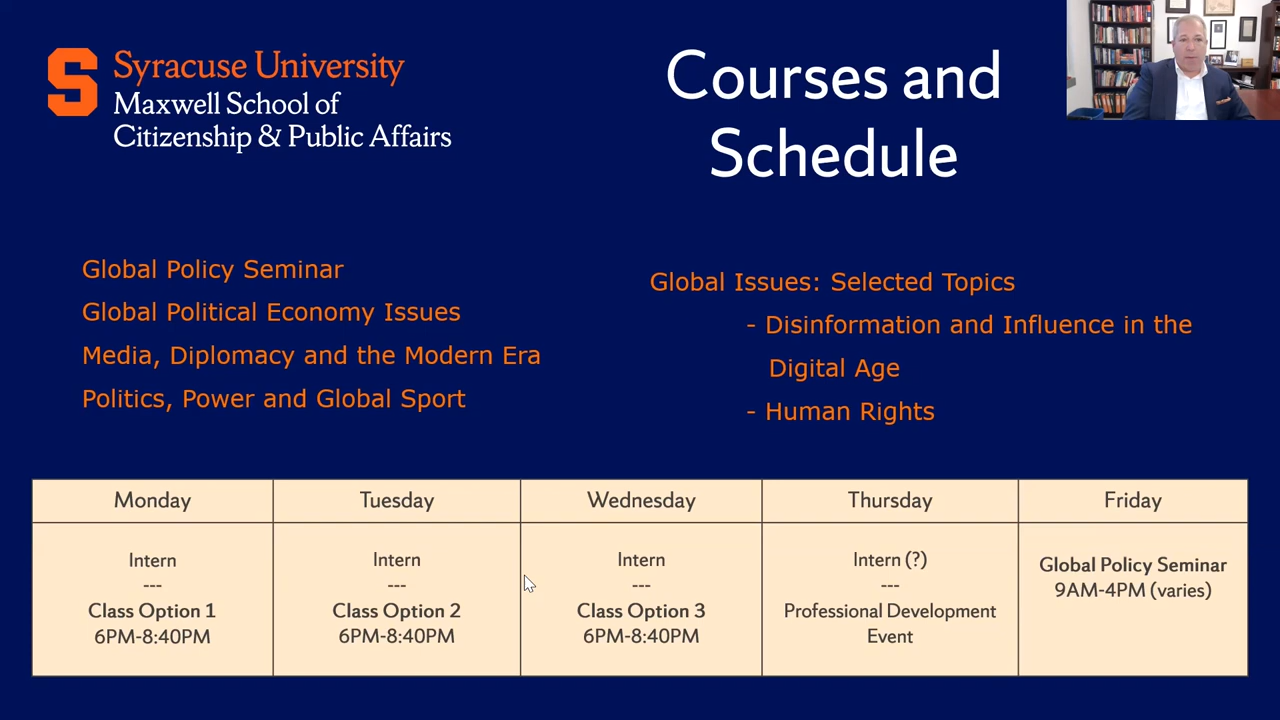 Syracuse University
Maxwell School of
Citizenship & Public Affairs
Courses and
Schedule
Global Policy Seminar
Global Political Economy Issues
Media, Diplomacy and the Modern Era
Politics, Power and Global Sport
Global Issues: Selected Topics
- Disinformation and Influence in the
Digital Age
- Human Rights
Monday
Tuesday
Wednesday
Thursday
Friday
Intern
---
Class Option 1
6PM-8:40PM
Intern
---
Class Option 2
6PM-8:40PM
Intern
---
Class Option 3
6PM-8:40PM
Intern (?)
---
Professional Development
Event
Global Policy Seminar
9AM-4PM (varies)